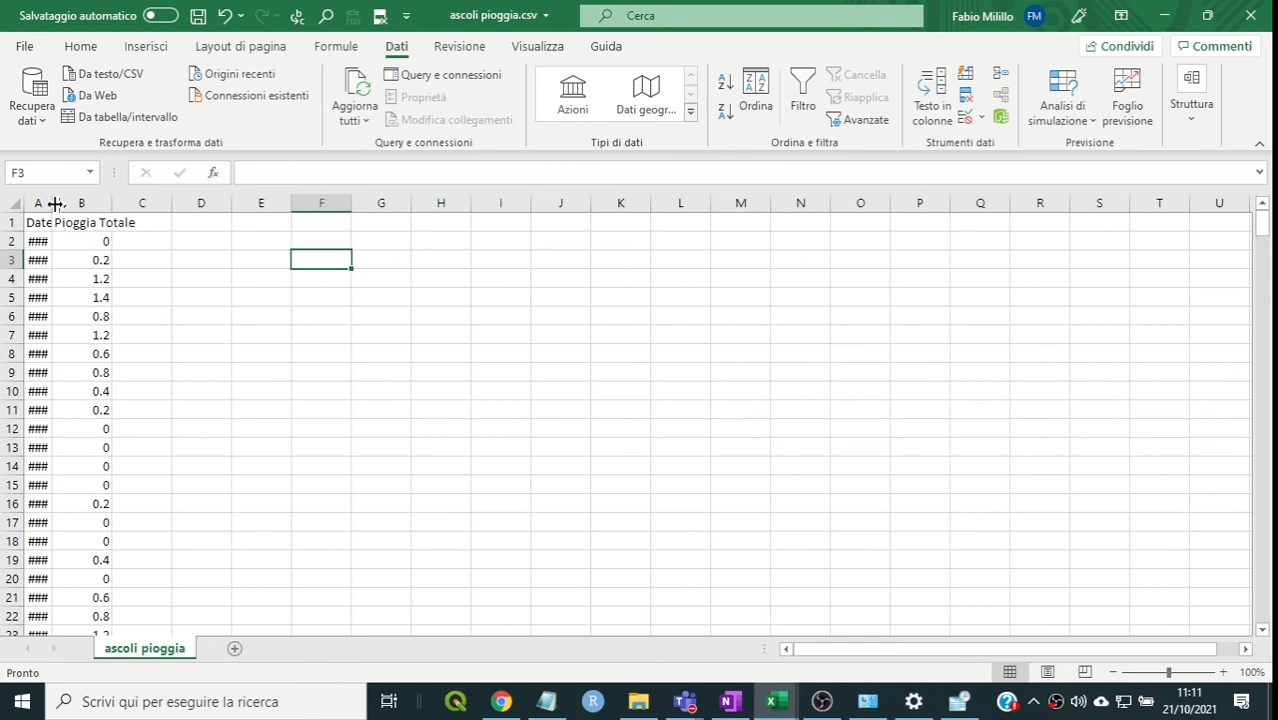 Salvataggio automatico
ascoli pioggia.csv
Cerca
Fabio Milillo
FM
File
Home
Inserisci
Layout di pagina
Formule
Dati
Revisione
Visualizza
Guida
Condividi
Commenti
Recupera dati
Da testo/CSV
Da Web
Da tabella/intervallo
Origini recenti
Connessioni esistenti
Recupera e trasforma dati
Aggiorna tutti
Query e connessioni
Proprietà
Modifica collegamenti
Query e connessioni
Azioni
Dati geogr...
Tipi di dati
Ordina
Filtro
Cancella
Riapplica
Avanzate
Ordina e filtra
Testo in colonne
Strumenti dati
Analisi di simulazione
Foglio previsione
Previsione
Struttura
F3
fx
A B C D E F G H I J K L M N O P Q R S T U
1 Date Pioggia Totale
2 ### 0
3 ### 0.2
4 ### 1.2
5 ### 1.4
6 ### 0.8
7 ### 1.2
8 ### 0.6
9 ### 0.8
10 ### 0.4
11 ### 0.2
12 ### 0
13 ### 0
14 ### 0
15 ### 0
16 ### 0.2
17 ### 0
18 ### 0
19 ### 0.4
20 ### 0
21 ### 0.6
22 ### 0.8
23 ### 1.2
ascoli pioggia
Pronto
100%
Scrivi qui per eseguire la ricerca
11:11
21/10/2021